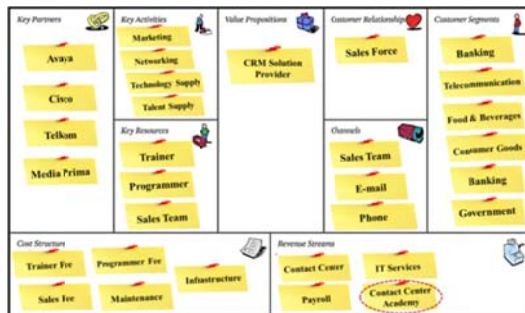 Key Partners
Avaya
Cisco
Telkom
Media Prima
Key Activities
Marketing
Networking
Technology Supply
Talent Supply
Key Resources
Trainer
Programmer
Sales Team
Value Propositions
CRM Solution
Provider
Customer Relationships
Sales Force
Channels
Sales Team
E-mail
Phone
Customer Segments
Banking
Telecommunication
Food & Beverages
Consumer Goods
Banking
Government
Cost Structure
Trainer Fee
Programmer Fee
Infrastructure
Sales Fee
Maintenance
Revenue Streams
Contact Center
IT Services
Payroll
Contact Center
Academy